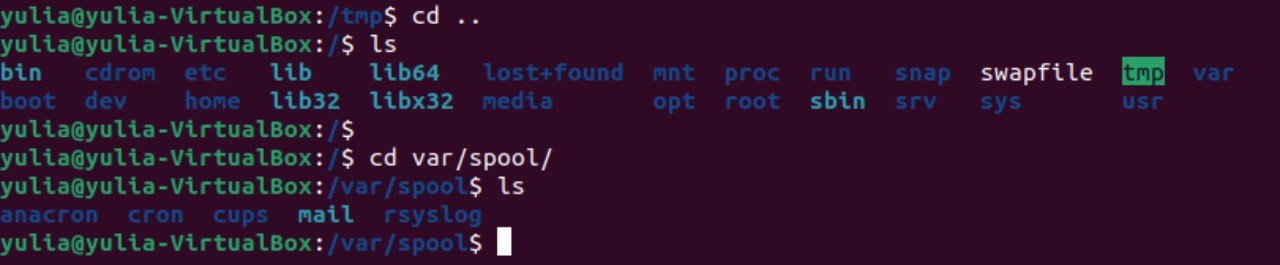 yulia@yulia-VirtualBox:/tmp$ cd ..
yulia@yulia-VirtualBox:/$ ls
bin cdrom etc lib lib64 lost+found mnt proc run snap swapfile tmp var
boot dev home lib32 libx32 media opt root sbin srv sys usr
yulia@yulia-VirtualBox:/$
yulia@yulia-VirtualBox:/$ cd var/spool/
yulia@yulia-VirtualBox:/var/spool$ ls
anacron cron cups mail rsyslog
yulia@yulia-VirtualBox:/var/spool$